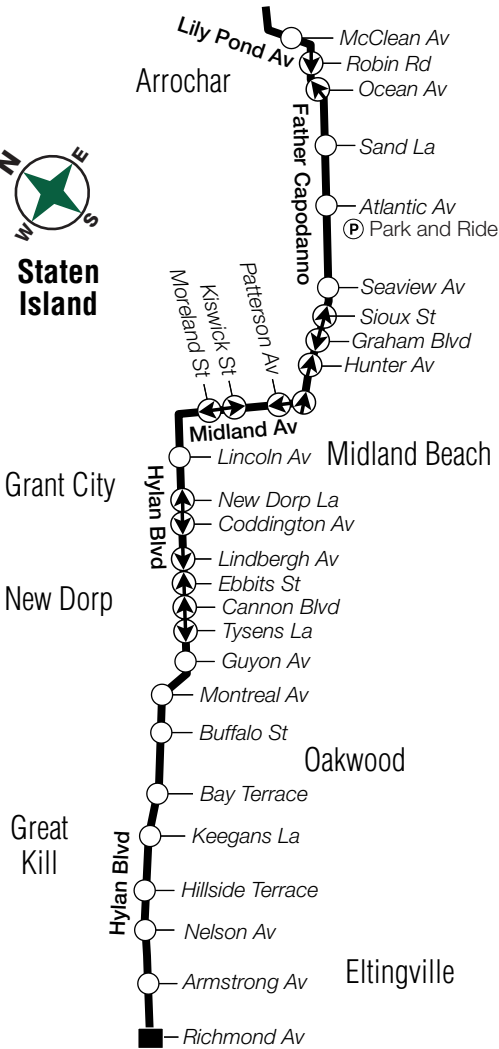 Lily Pond Av
McClean Av
Robin Rd
Arrochar
Ocean Av
Father Capodanno
Sand La
N
E
W
S
Atlantic Av
P Park and Ride
Staten
Island
Seaview Av
Sioux St
Graham Blvd
Hunter Av
Moreland St
Kiswick St
Patterson Av
Midland Av
Lincoln Av
Midland Beach
Hylan Blvd
Grant City
New Dorp La
Coddington Av
Lindbergh Av
Ebbits St
New Dorp
Cannon Blvd
Tysens La
Guyon Av
Montreal Av
Buffalo St
Oakwood
Bay Terrace
Great
Kill
Keegans La
Hylan Blvd
Hillside Terrace
Nelson Av
Eltingville
Armstrong Av
Richmond Av